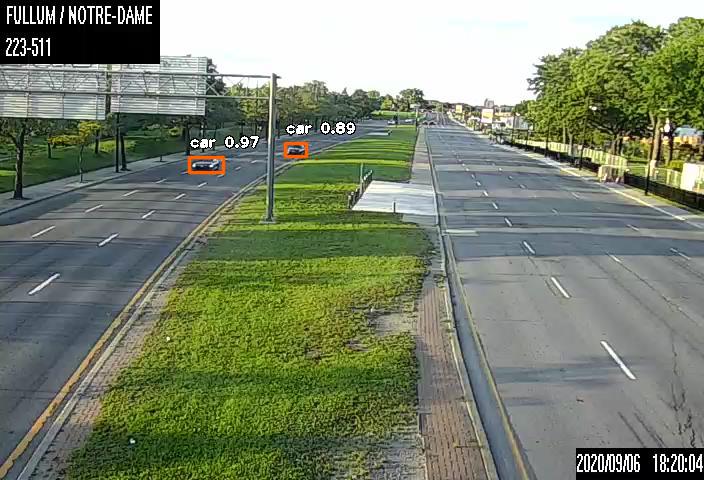 FULLUM / NOTRE-DAME
223-511
car 0.97
car 0.89
2020/09/06 18:20:04